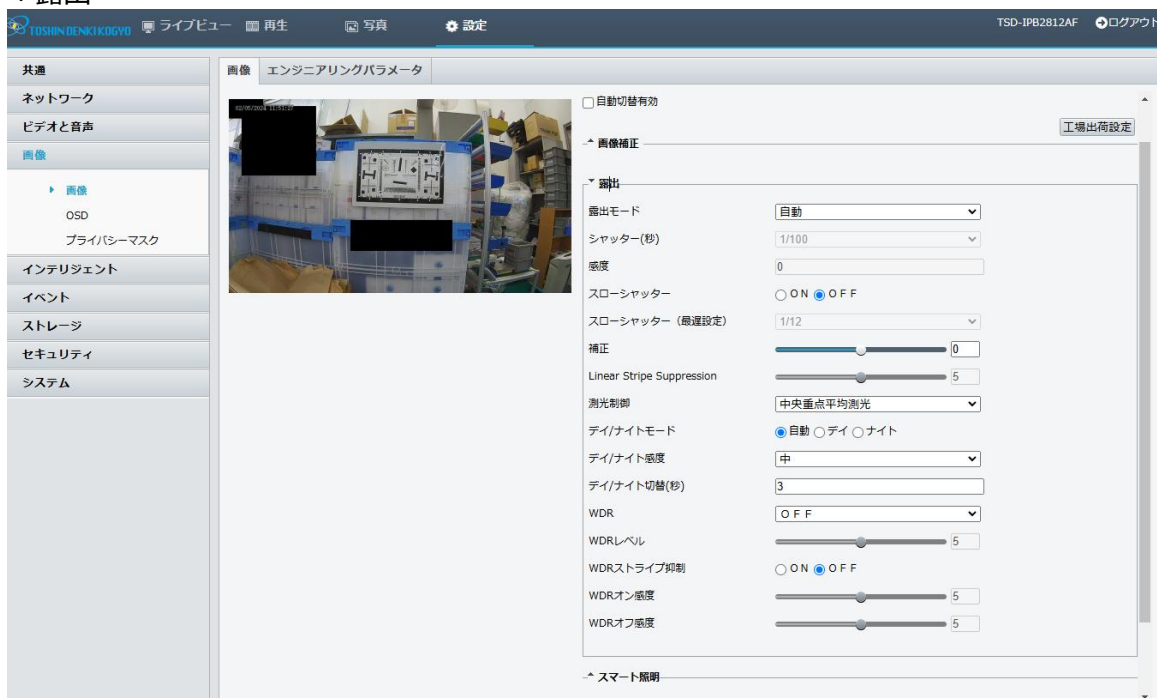 ・露出
TOSHIN DENKI KOGYO ライブビュー 再生 写真 設定 TSD-IPB2812AF ログアウト
共通
ネットワーク
ビデオと音声
画像
画像
OSD
プライバシーマスク
インテリジェント
イベント
ストレージ
セキュリティ
システム
画像 エンジニアリングパラメータ
02/05/2024 11:51:27
自動切替有効
工場出荷設定
画像補正
露出
露出モード 自動
シャッター(秒) 1/100
感度 0
スローシャッター ＯＮ ＯＦＦ
スローシャッター（最遅設定） 1/12
補正 0
Linear Stripe Suppression 5
測光制御 中央重点平均測光
デイ/ナイトモード 自動 デイ ナイト
デイ/ナイト感度 中
デイ/ナイト切替(秒) 3
WDR ＯＦＦ
WDRレベル 5
WDRストライプ抑制 ＯＮ ＯＦＦ
WDRオン感度 5
WDRオフ感度 5
スマート照明